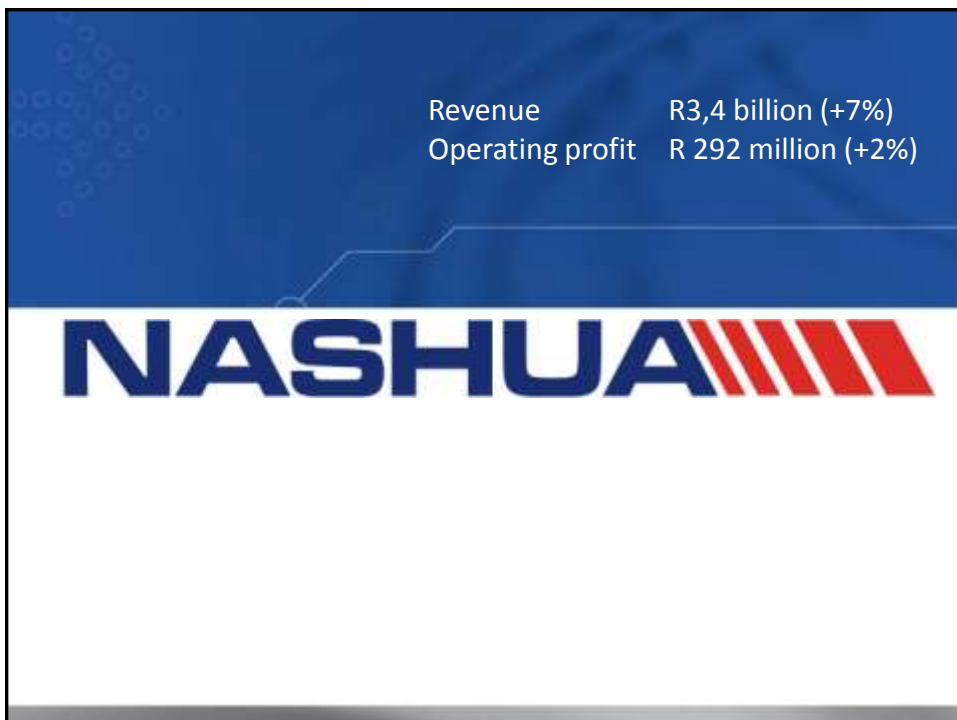 Revenue R3,4 billion (+7%)
Operating profit R 292 million (+2%)
NASHUA